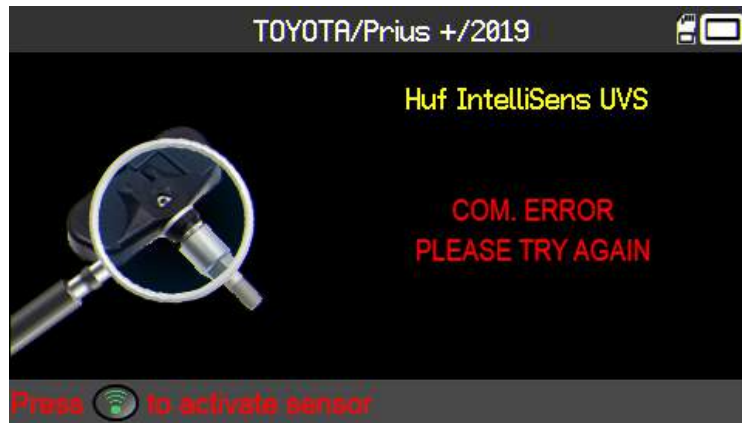 TOYOTA/Prius +/2019
Huf IntelliSens UVS
COM. ERROR
PLEASE TRY AGAIN
Press to activate sensor